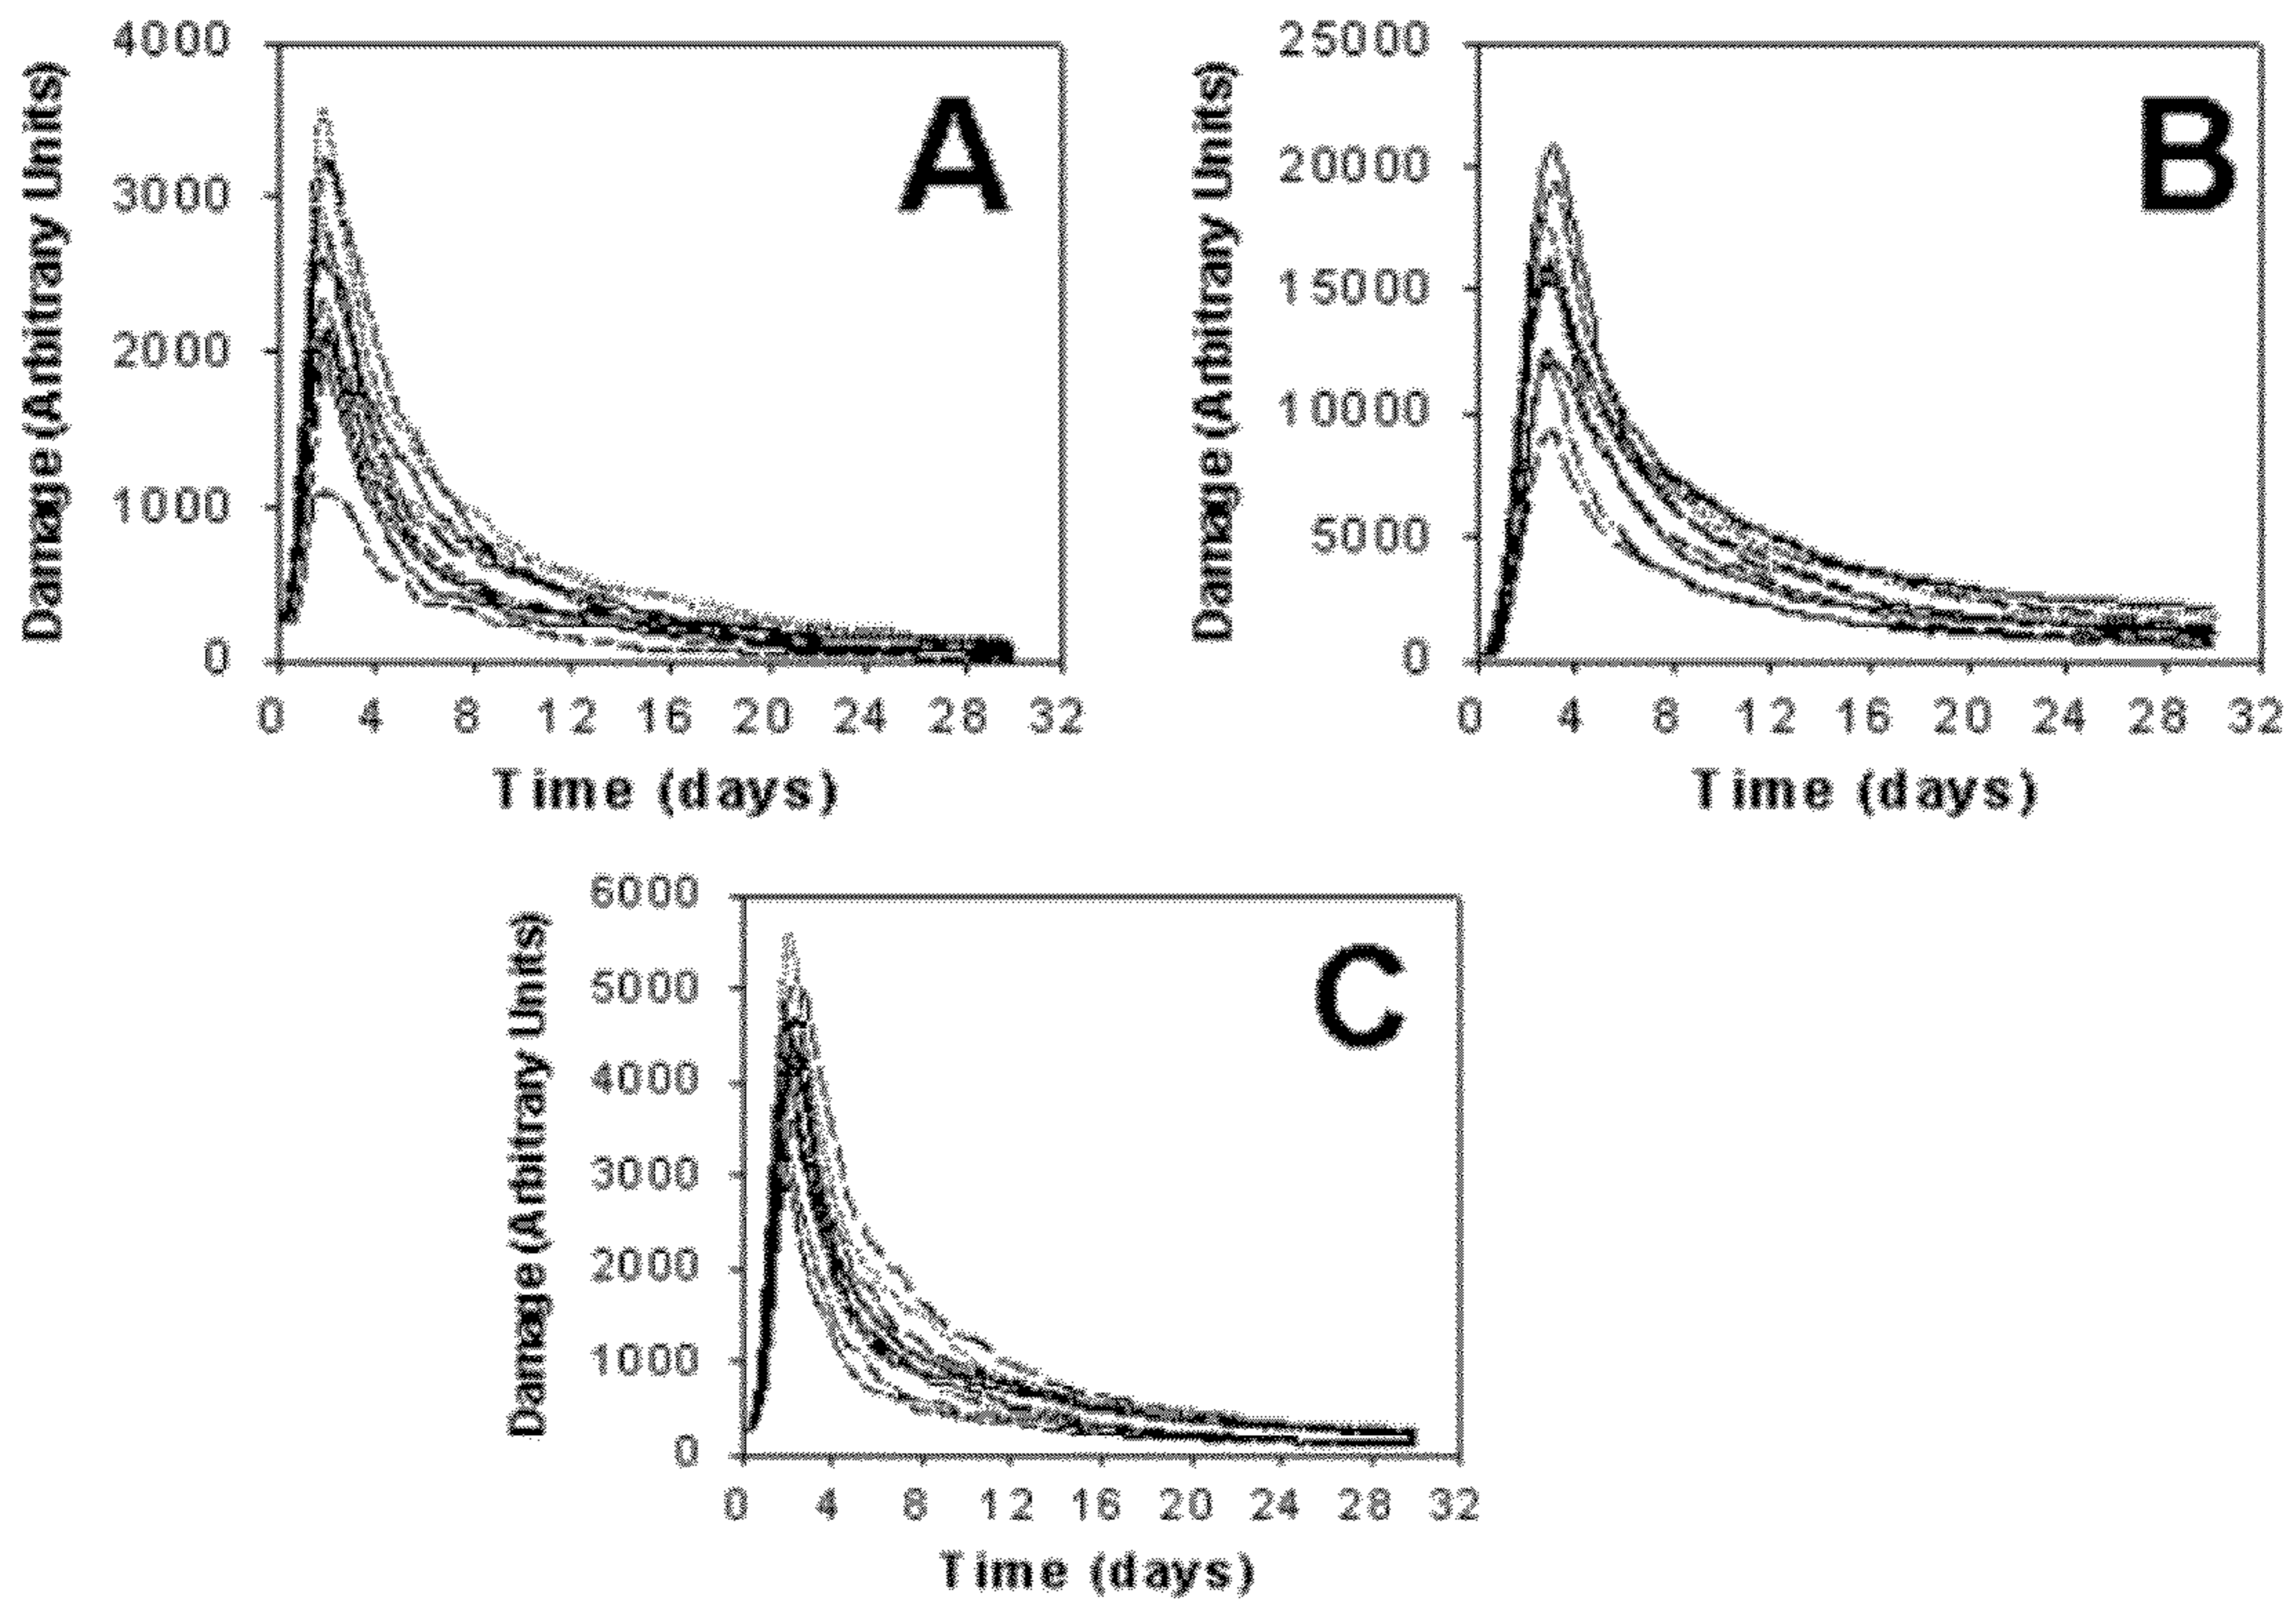 4000
3000
2000
1000
0
Damage (Arbitrary Units)
A
0 4 8 12 16 20 24 28 32
Time (days)
25000
20000
15000
10000
5000
0
Damage (Arbitrary Units)
B
0 4 8 12 16 20 24 28 32
Time (days)
6000
5000
4000
3000
2000
1000
0
Damage (Arbitrary Units)
C
0 4 8 12 16 20 24 28 32
Time (days)